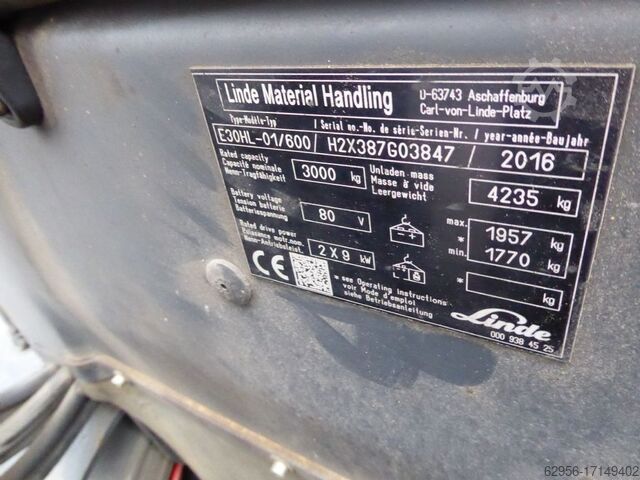 Linde Material Handling
D-63743 Aschaffenburg
Carl-von-Linde-Platz
Type-Modèle-Typ / Serial no.-No. de série-Serien-Nr. / year-année-Baujahr
E30HL-01/600 / H2X387G03847 / 2016
Rated capacity
Capacité nominale
Nenn-Tragfähigkeit
3000 kg
Unladen mass
Masse à vide
Leergewicht
4235 kg
Battery voltage
Tension batterie
Batteriespannung
80 V
max. 1957 kg
*
min. 1770 kg
Rated drive power
Puissance motr.nom.
Nenn-Antriebsleist.
2 X 9 kW
* kg
CE
* see Operating instructions
voir Mode d'emploi
siehe Betriebsanleitung
Linde
000 938 45 25
62956-17149402